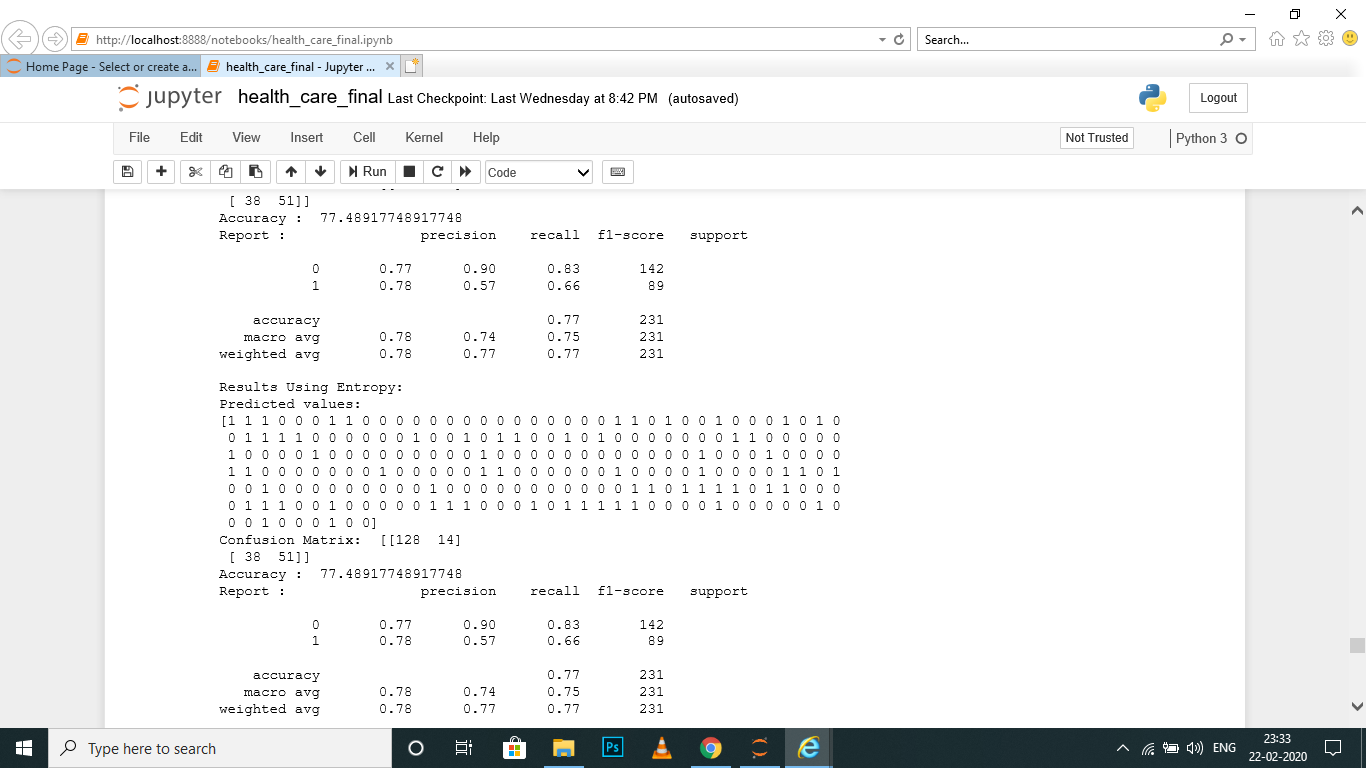 http://localhost:8888/notebooks/health_care_final.ipynb
Search...
Home Page - Select or create a...
health_care_final - Jupyter ...
jupyter health_care_final Last Checkpoint: Last Wednesday at 8:42 PM (autosaved)
Logout
File Edit View Insert Cell Kernel Help
Not Trusted
Python 3
Run
Code
[ 38 51]]
Accuracy : 77.48917748917748
Report : precision recall f1-score support
0 0.77 0.90 0.83 142
1 0.78 0.57 0.66 89
accuracy 0.77 231
macro avg 0.78 0.74 0.75 231
weighted avg 0.78 0.77 0.77 231
Results Using Entropy:
Predicted values:
[1 1 1 0 0 0 1 1 0 0 0 0 0 0 0 0 0 0 0 0 0 0 0 1 1 0 1 0 0 1 0 0 0 1 0 1 0
0 1 1 1 1 0 0 0 0 0 0 1 0 0 1 0 1 1 0 0 1 0 1 0 0 0 0 0 0 0 1 1 0 0 0 0 0
1 0 0 0 0 1 0 0 0 0 0 0 0 0 0 1 0 0 0 0 0 0 0 0 0 0 0 0 1 0 0 0 1 0 0 0 0
1 1 0 0 0 0 0 0 0 1 0 0 0 0 0 1 1 0 0 0 0 0 0 1 0 0 0 0 1 0 0 0 0 1 1 0 1
0 0 1 0 0 0 0 0 0 0 0 0 1 0 0 0 0 0 0 0 0 0 0 0 1 1 0 1 1 1 1 0 1 1 0 0 0
0 1 1 1 0 0 1 0 0 0 0 0 1 1 1 0 0 0 1 0 1 1 1 1 1 0 0 0 0 1 0 0 0 0 0 1 0
0 0 1 0 0 0 1 0 0]
Confusion Matrix: [[128 14]
[ 38 51]]
Accuracy : 77.48917748917748
Report : precision recall f1-score support
0 0.77 0.90 0.83 142
1 0.78 0.57 0.66 89
accuracy 0.77 231
macro avg 0.78 0.74 0.75 231
weighted avg 0.78 0.77 0.77 231
Type here to search
Ps
ENG
23:33
22-02-2020